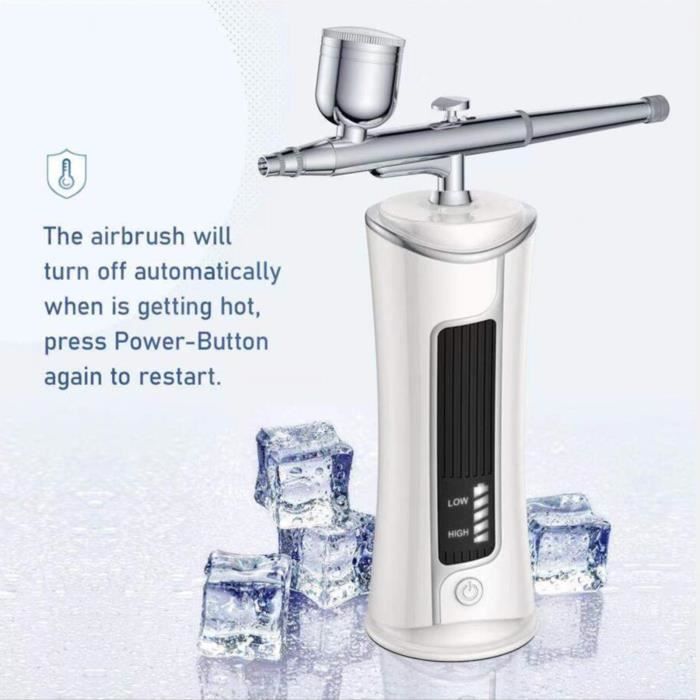 The airbrush will
turn off automatically
when is getting hot,
press Power-Button
again to restart.
LOW
HIGH